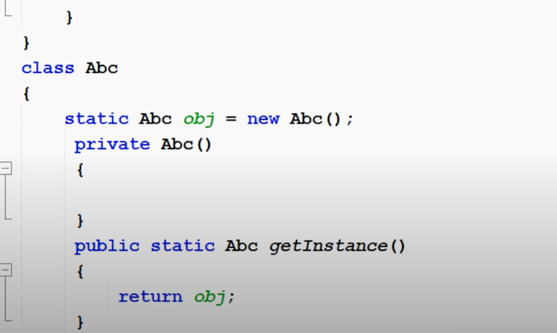 }
}
class Abc
{
static Abc obj = new Abc();
private Abc()
{
}
public static Abc getInstance()
{
return obj;
}